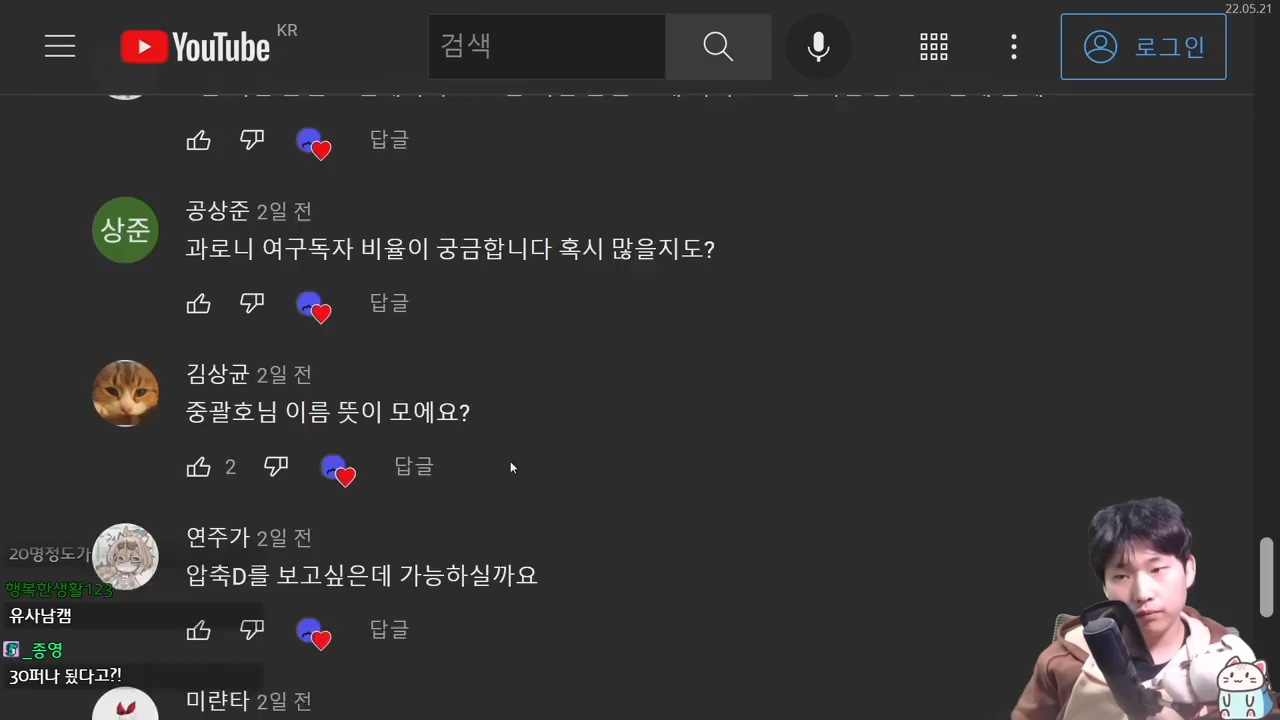 22.05.21
YouTube KR
검색
로그인
답글
상준
공상준 2일 전
과로니 여구독자 비율이 궁금합니다 혹시 많을지도?
답글
김상균 2일 전
중괄호님 이름 뜻이 모에요?
2 답글
연주가 2일 전
압축D를 보고싶은데 가능하실까요
답글
미랸타 2일 전
20명정도가
행복한생활123
유사남캠
_종영
30퍼나 됬다고?!